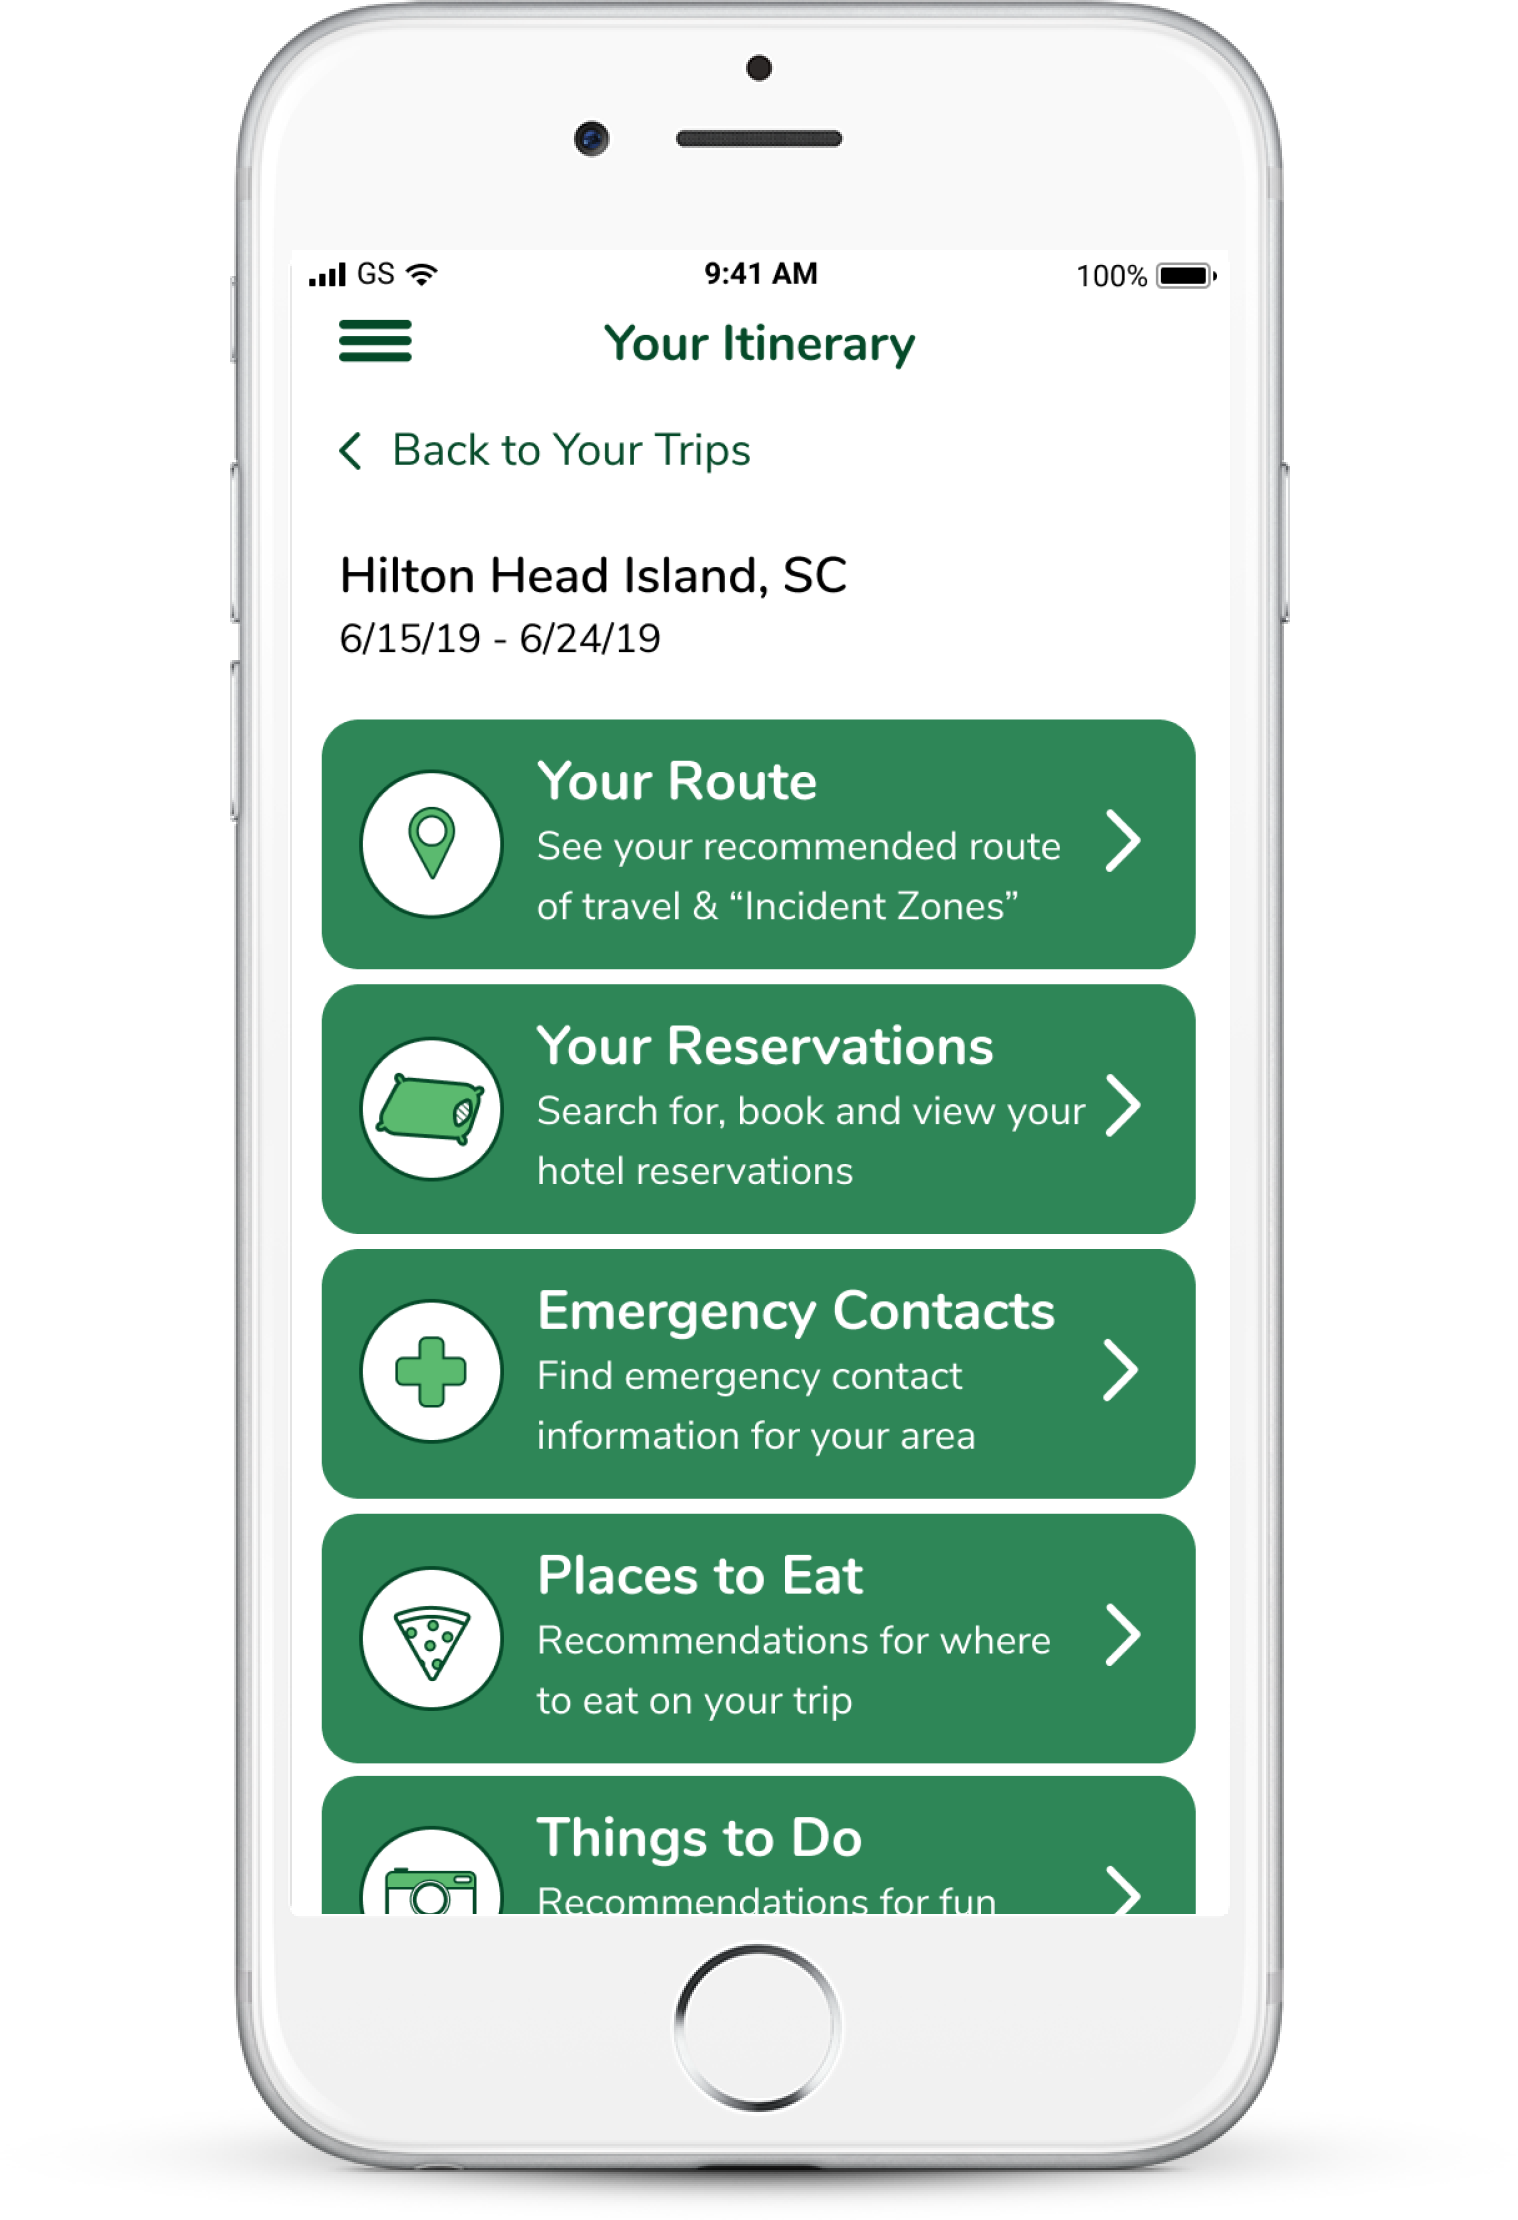 GS
9:41 AM
100%
Your Itinerary
Back to Your Trips
Hilton Head Island, SC
6/15/19 - 6/24/19
Your Route
See your recommended route
of travel & “Incident Zones”
Your Reservations
Search for, book and view your
hotel reservations
Emergency Contacts
Find emergency contact
information for your area
Places to Eat
Recommendations for where
to eat on your trip
Things to Do
Recommendations for fun